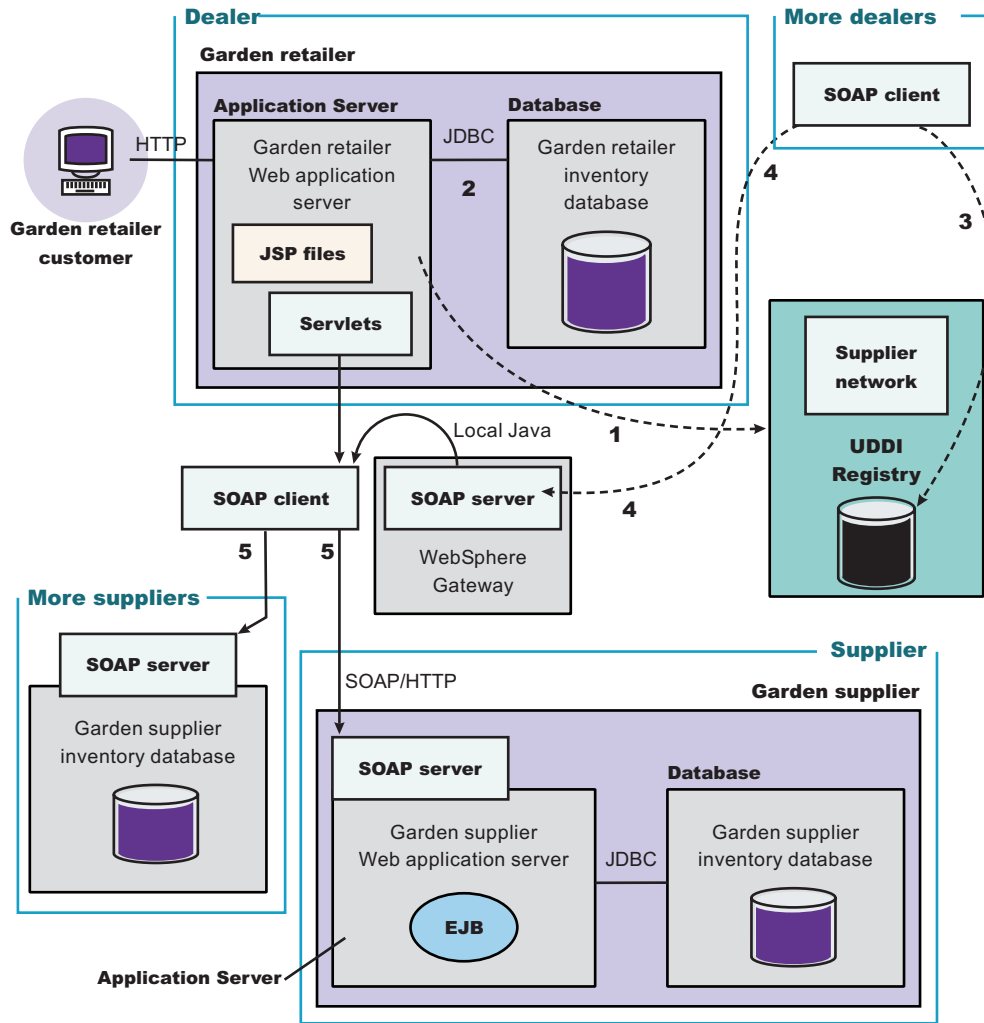 Dealer
More dealers
Garden retailer
SOAP client
Application Server
Database
HTTP
Garden retailer
Web application
server
JDBC
2
Garden retailer
inventory
database
4
3
Garden retailer
customer
JSP files
Servlets
Supplier
network
1
UDDI
Registry
Local Java
SOAP client
SOAP server
4
5
5
WebSphere
Gateway
More suppliers
SOAP server
Garden supplier
inventory database
Supplier
SOAP/HTTP
Garden supplier
SOAP server
Database
Garden supplier
Web application server
JDBC
Garden supplier
inventory database
EJB
Application Server